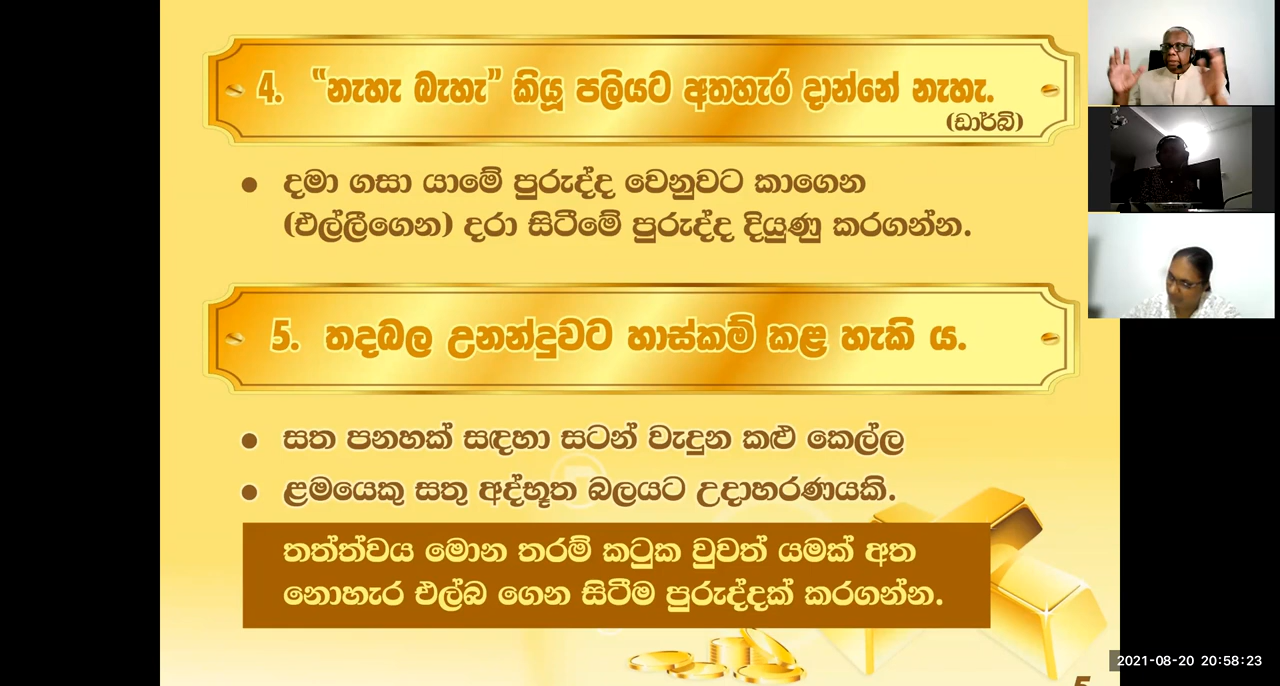 4. “නැහැ බැහැ” කියූ පලියට අතහැර දාන්නේ නැහැ.
(ඩාර්බි)
● දමා ගසා යාමේ පුරුද්ද වෙනුවට කාගෙන
(එල්ලීගෙන) දරා සිටීමේ පුරුද්ද දියුණු කරගන්න.
5. තදබල උනන්දුවට හාස්කම් කළ හැකි ය.
● සත පනහක් සඳහා සටන් වැදුන කළු කෙල්ල
● ළමයෙකු සතු අද්භූත බලයට උදාහරණයකි.
තත්ත්වය මොන තරම් කටුක වුවත් යමක් අත
නොහැර එල්බ ගෙන සිටීම පුරුද්දක් කරගන්න.
2021-08-20 20:58:23